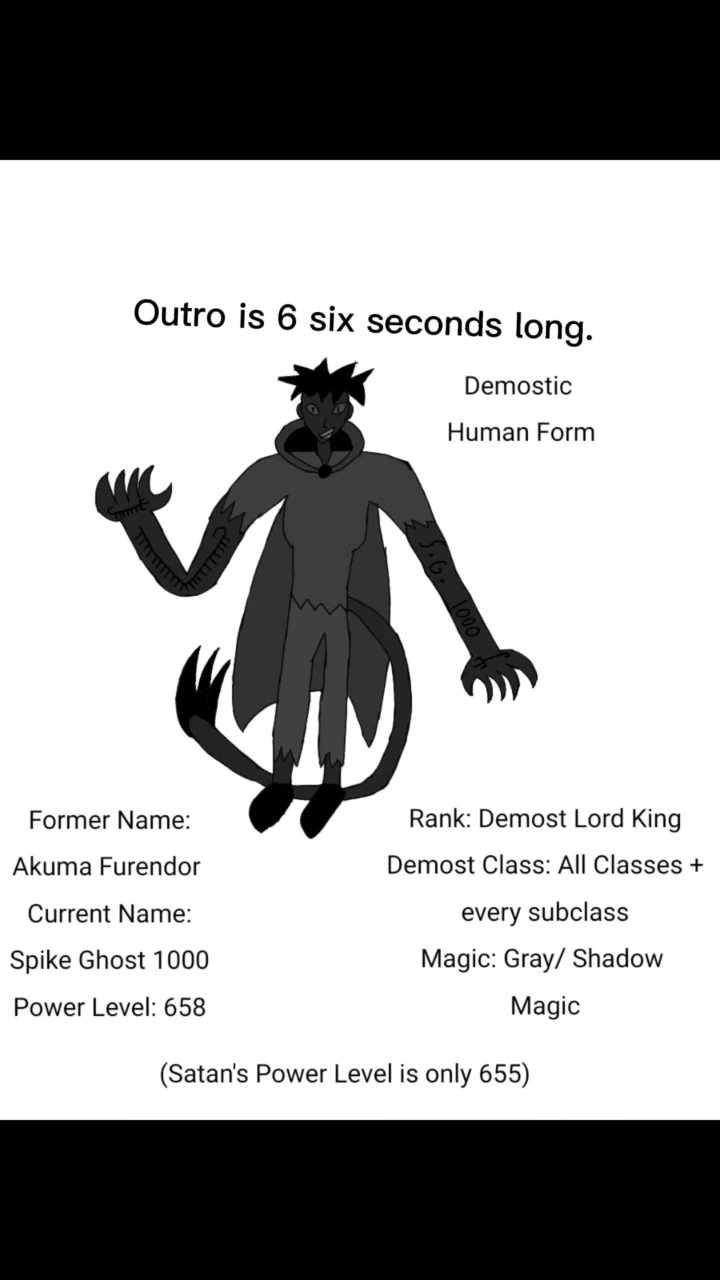 Outro is 6 six seconds long.
Demostic
Human Form
S.G. 1000
Former Name:
Akuma Furendor
Current Name:
Spike Ghost 1000
Power Level: 658
Rank: Demost Lord King
Demost Class: All Classes +
every subclass
Magic: Gray/ Shadow
Magic
(Satan's Power Level is only 655)